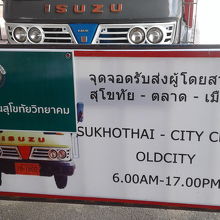 ISUZU
จุดจอดรับส่งผู้โดยสา
สุโขทัย - ตลาด - เมื
นสุโขทัยวิทยาคม
ISUZU
SUKHOTHAI - CITY C
OLDCITY
6.00AM-17.00PM